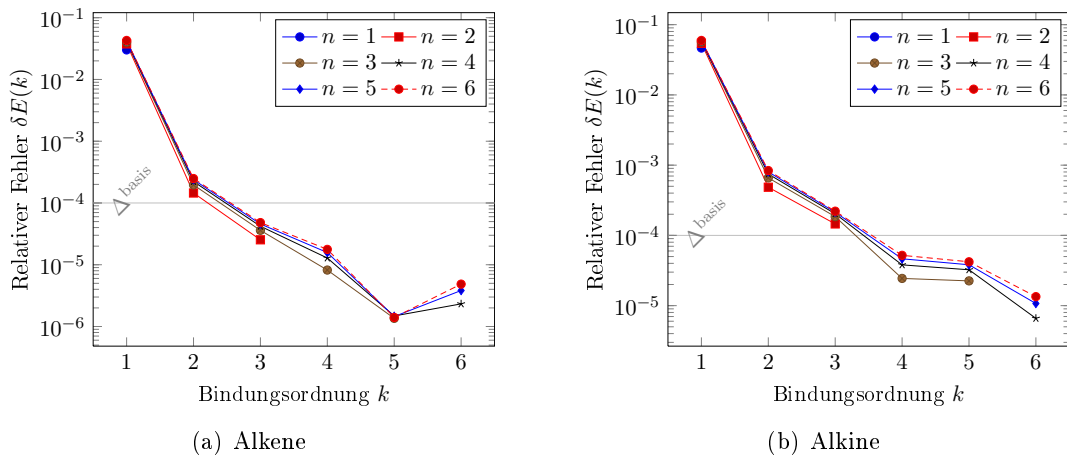 10⁻¹
10⁻²
10⁻³
10⁻⁴
10⁻⁵
10⁻⁶
Relativer Fehler δE(k)
n = 1 n = 2
n = 3 n = 4
n = 5 n = 6
△basis
1 2 3 4 5 6
Bindungsordnung k
(a) Alkene
10⁻¹
10⁻²
10⁻³
10⁻⁴
10⁻⁵
Relativer Fehler δE(k)
n = 1 n = 2
n = 3 n = 4
n = 5 n = 6
△basis
1 2 3 4 5 6
Bindungsordnung k
(b) Alkine